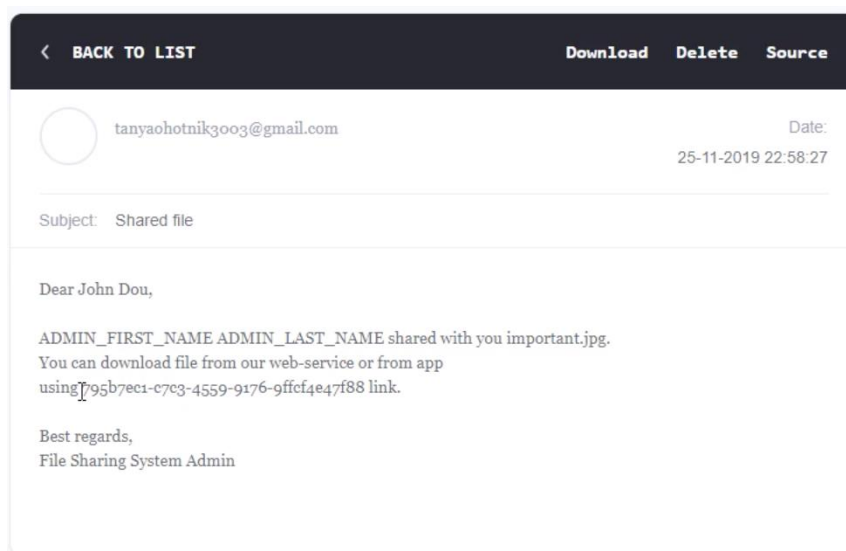 BACK TO LIST Download Delete Source
tanyaohotnik3003@gmail.com Date:
25-11-2019 22:58:27
Subject: Shared file
Dear John Dou,
ADMIN_FIRST_NAME ADMIN_LAST_NAME shared with you important.jpg.
You can download file from our web-service or from app
using 795b7ec1-c7c3-4559-9176-9ffcf4e47f88 link.
Best regards,
File Sharing System Admin